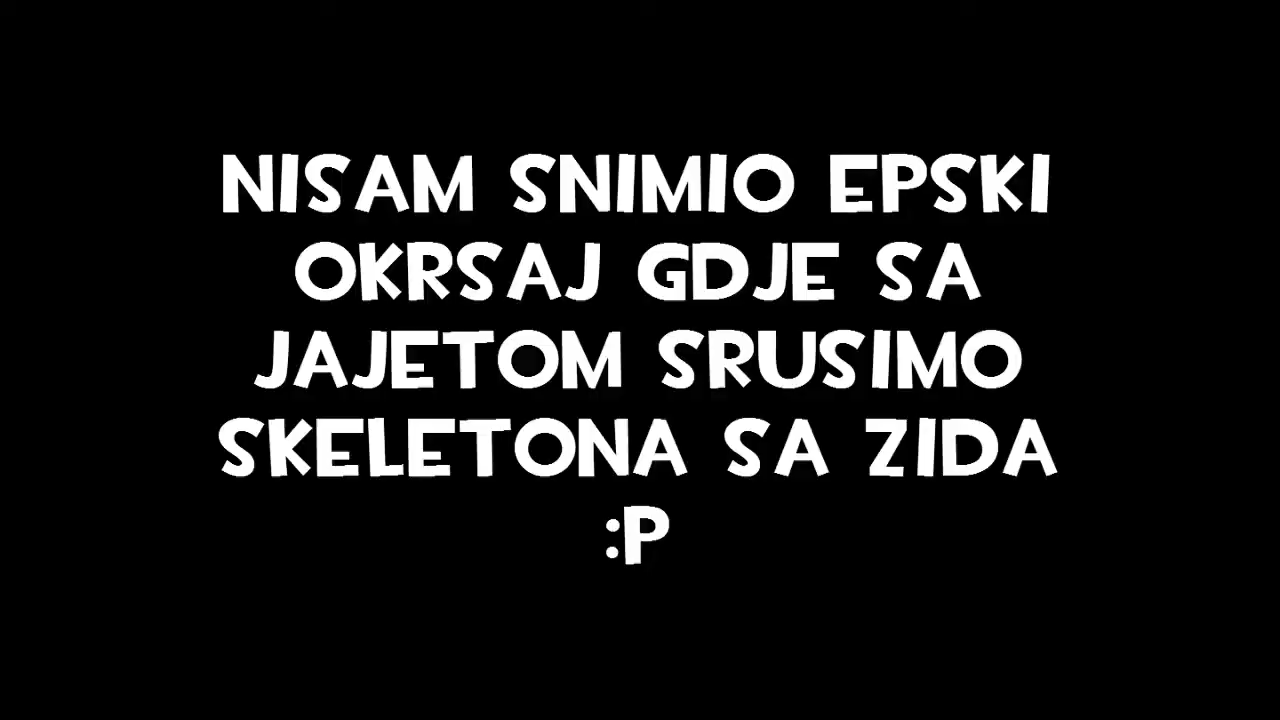 NISAM SNIMIO EPSKI
OKRSAJ GDJE SA
JAJETOM SRUSIMO
SKELETONA SA ZIDA
:P